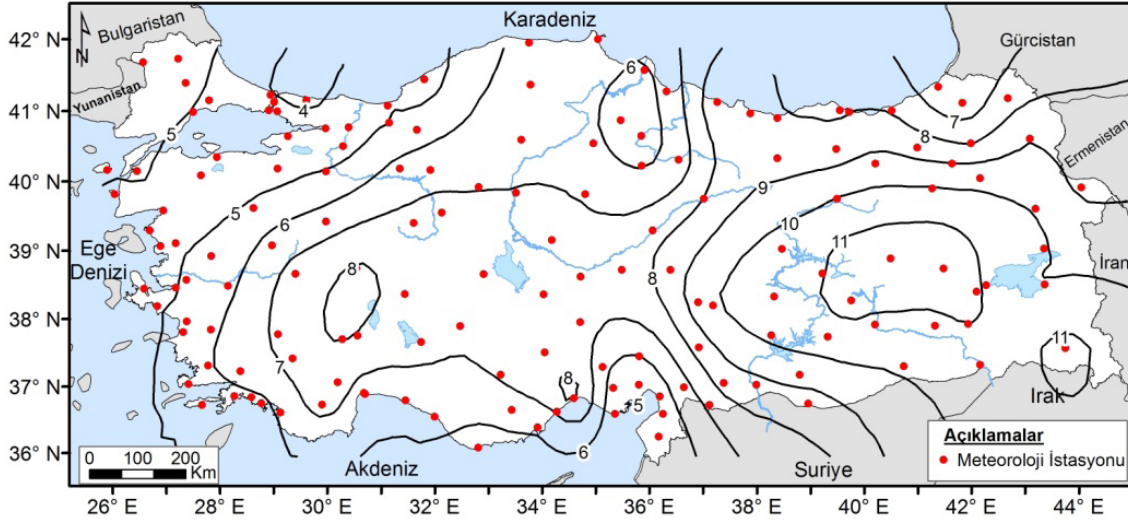 Karadeniz
Bulgaristan
Gürcistan
Yunanistan
Ermenistan
Ege
Denizi
İran
Irak
Akdeniz
Suriye
N
42° N
41° N
40° N
39° N
38° N
37° N
36° N
4
5
6
7
8
9
5
6
10
11
8
8
7
8
5
6
11
0 100 200
Km
Açıklamalar
Meteoroloji İstasyonu
26° E 28° E 30° E 32° E 34° E 36° E 38° E 40° E 42° E 44° E